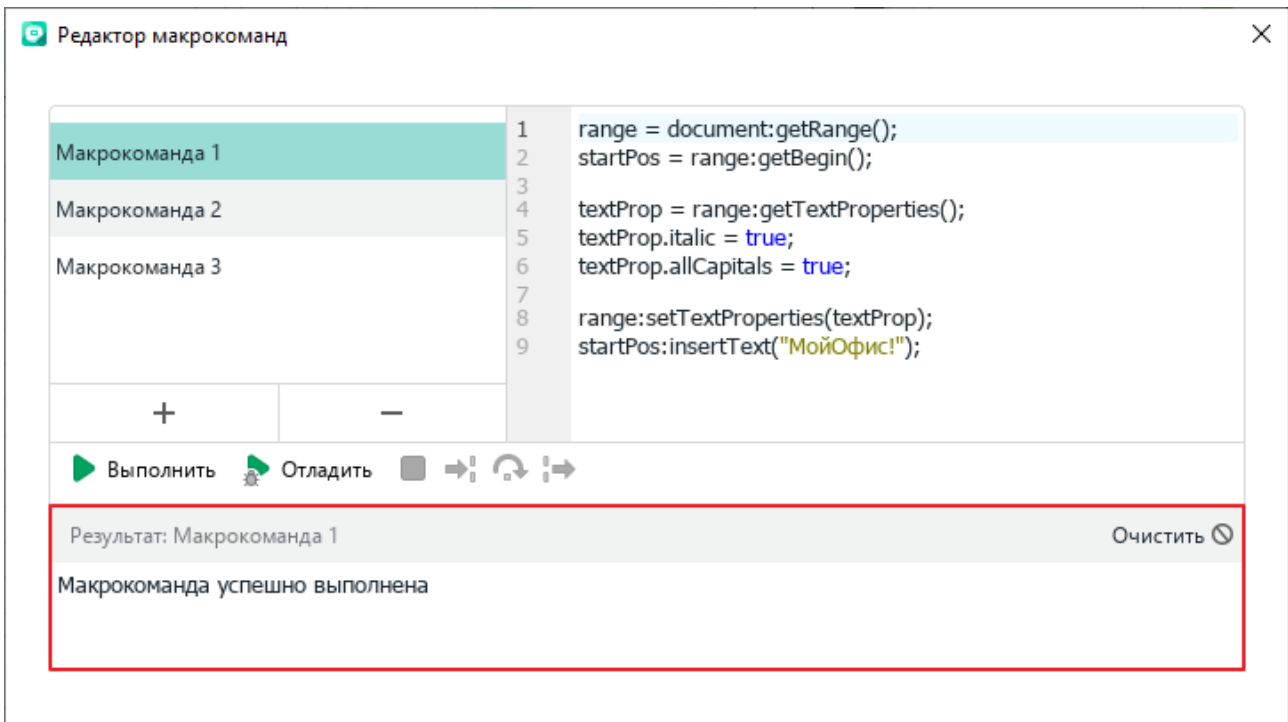 Редактор макрокоманд
Макрокоманда 1
Макрокоманда 2
Макрокоманда 3
1 range = document:getRange();
2 startPos = range:getBegin();
3
4 textProp = range:getTextProperties();
5 textProp.italic = true;
6 textProp.allCapitals = true;
7
8 range:setTextProperties(textProp);
9 startPos:insertText("МойОфис!");
+ −
Выполнить Отладить
Результат: Макрокоманда 1 Очистить
Макрокоманда успешно выполнена